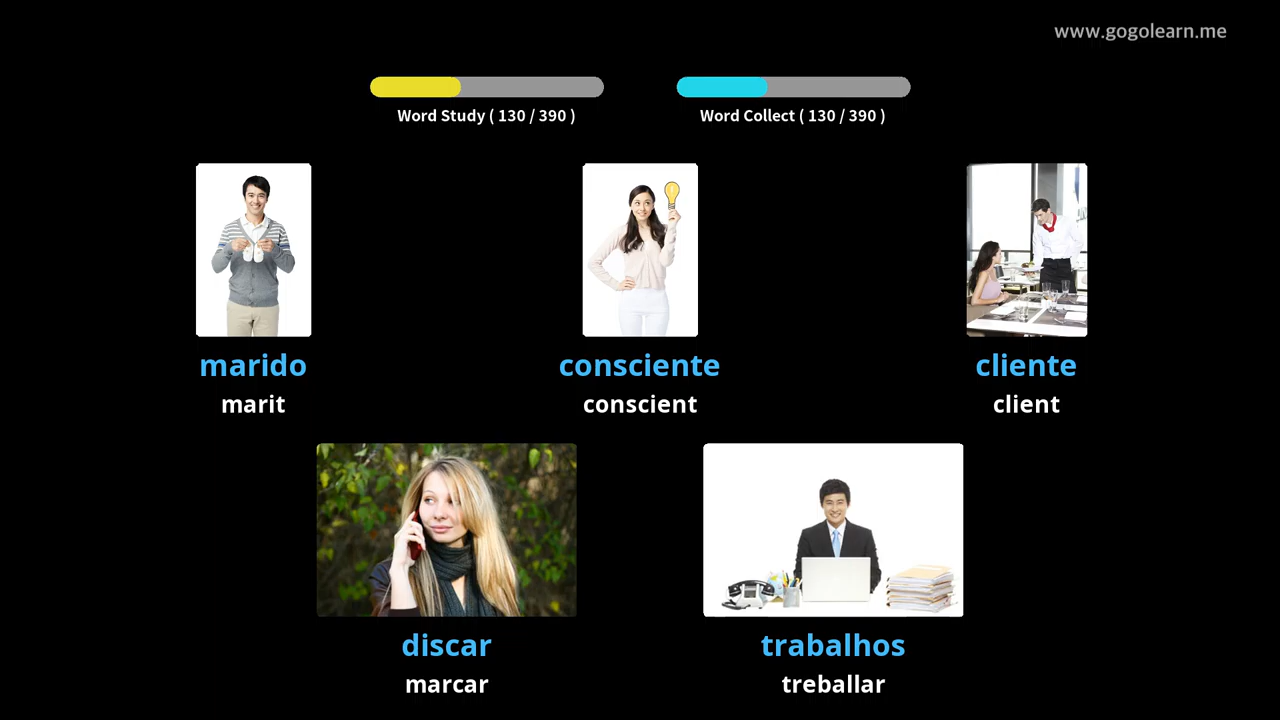 www.gogolearn.me
Word Study ( 130 / 390 )
Word Collect ( 130 / 390 )
marido
marit
consciente
conscient
cliente
client
discar
marcar
trabalhos
treballar